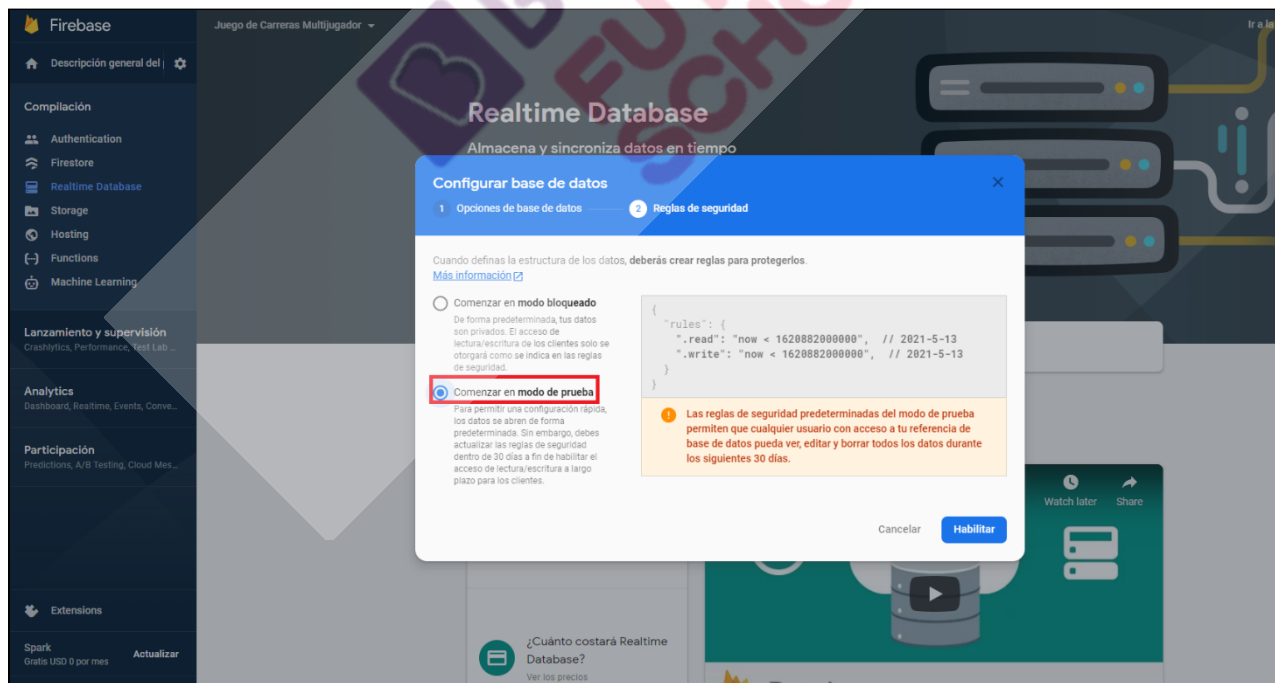 Firebase
Juego de Carreras Multijugador
Ir a la
Descripción general del
Compilación
Authentication
Firestore
Realtime Database
Storage
Hosting
Functions
Machine Learning
Lanzamiento y supervisión
Crashlytics, Performance, Test Lab ...
Analytics
Dashboard, Realtime, Events, Conve...
Participación
Predictions, A/B Testing, Cloud Mes...
Extensions
Spark
Gratis USD 0 por mes
Actualizar
Realtime Database
Almacena y sincroniza datos en tiempo
Configurar base de datos
1 Opciones de base de datos
2 Reglas de seguridad
Cuando definas la estructura de los datos, deberás crear reglas para protegerlos.
Más información
Comenzar en modo bloqueado
De forma predeterminada, tus datos
son privados. El acceso de
lectura/escritura de los clientes solo se
otorgará como se indica en las reglas
de seguridad.
Comenzar en modo de prueba
Para permitir una configuración rápida,
los datos se abren de forma
predeterminada. Sin embargo, debes
actualizar las reglas de seguridad
dentro de 30 días a fin de habilitar el
acceso de lectura/escritura a largo
plazo para los clientes.
{
"rules": {
".read": "now < 1620882000000", // 2021-5-13
".write": "now < 1620882000000", // 2021-5-13
}
}
Las reglas de seguridad predeterminadas del modo de prueba
permiten que cualquier usuario con acceso a tu referencia de
base de datos pueda ver, editar y borrar todos los datos durante
los siguientes 30 días.
Cancelar
Habilitar
Watch later
Share
¿Cuánto costará Realtime
Database?
Ver los precios